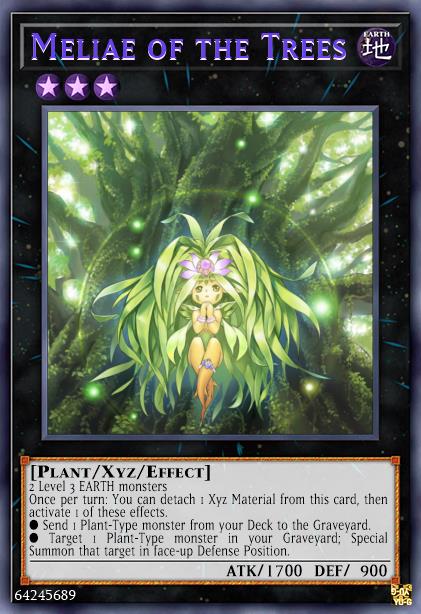 MELIAE OF THE TREES
EARTH
地
[PLANT/XYZ/EFFECT]
2 Level 3 EARTH monsters
Once per turn: You can detach 1 Xyz Material from this card, then
activate 1 of these effects.
● Send 1 Plant-Type monster from your Deck to the Graveyard.
● Target 1 Plant-Type monster in your Graveyard; Special
Summon that target in face-up Defense Position.
ATK/1700 DEF/ 900
64245689